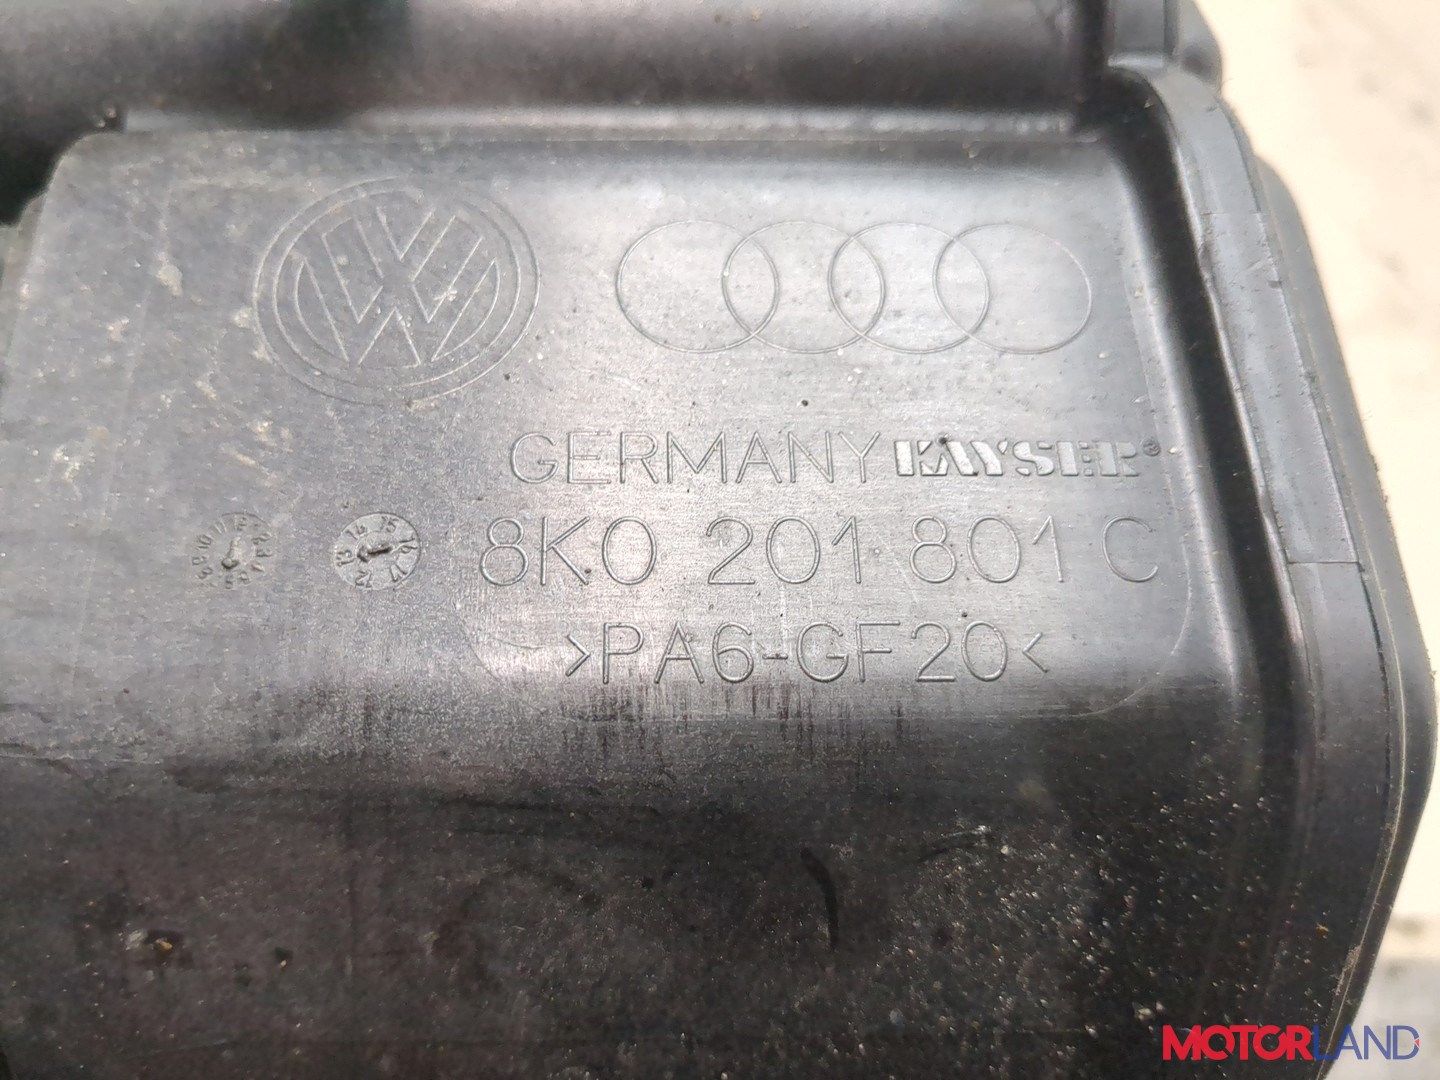 GERMANY KAYSER®
8K0 201 801 C
>PA6-GF20<
MOTORLAND